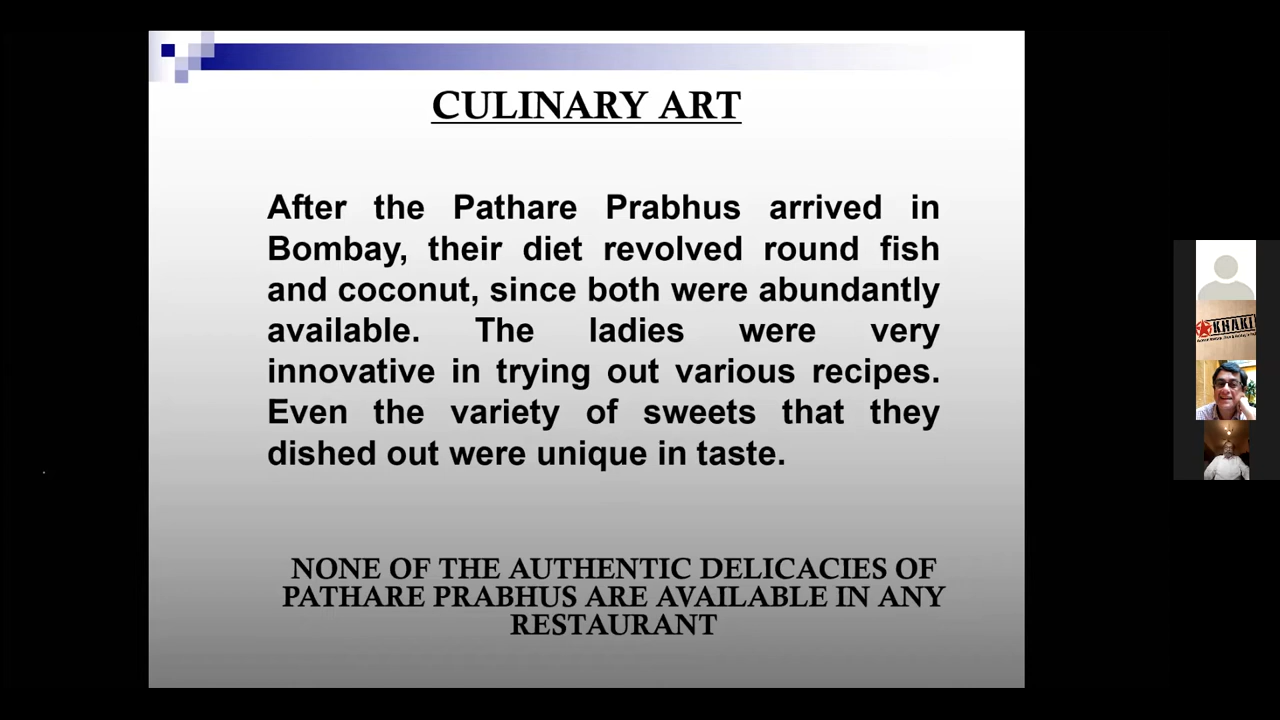 CULINARY ART
After the Pathare Prabhus arrived in
Bombay, their diet revolved round fish
and coconut, since both were abundantly
available. The ladies were very
innovative in trying out various recipes.
Even the variety of sweets that they
dished out were unique in taste.
NONE OF THE AUTHENTIC DELICACIES OF
PATHARE PRABHUS ARE AVAILABLE IN ANY
RESTAURANT
KHAKI